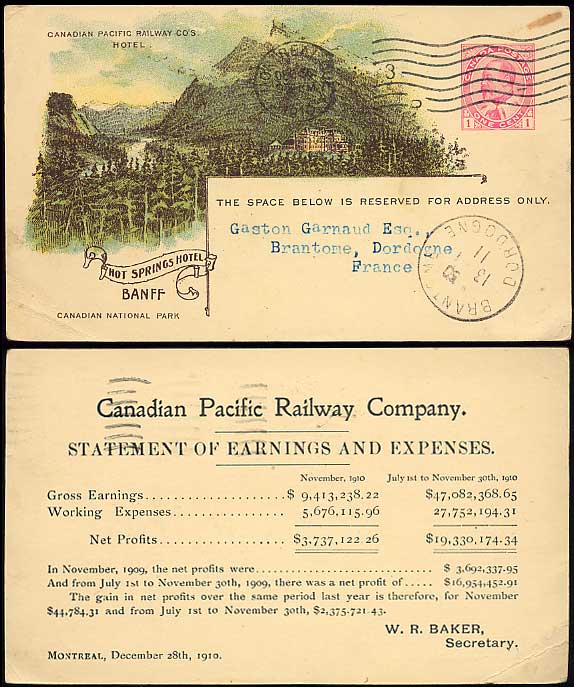 CANADIAN PACIFIC RAILWAY CO'S.
HOTEL.
CANADA POSTAGE
1 ONE CENT 1
THE SPACE BELOW IS RESERVED FOR ADDRESS ONLY.
Gaston Garnaud Esq.,
Brantome, Dordogne,
France
DORDOGNE
13
11
HOT SPRINGS HOTEL
BANFF
CANADIAN NATIONAL PARK
Canadian Pacific Railway Company.
STATEMENT OF EARNINGS AND EXPENSES.
November, 1910 July 1st to November 30th, 1910
Gross Earnings.................... $ 9,413,238.22 $47,082,368.65
Working Expenses................ 5,676,115.96 27,752,194.31
Net Profits.................. $3,737,122.26 $19,330,174.34
In November, 1909, the net profits were............................ $ 3,692,337.95
And from July 1st to November 30th, 1909, there was a net profit of..... $16,954,452.91
The gain in net profits over the same period last year is therefore, for November
$44,784.31 and from July 1st to November 30th, $2,375,721.43.
W. R. BAKER,
Secretary.
MONTREAL, December 28th, 1910.